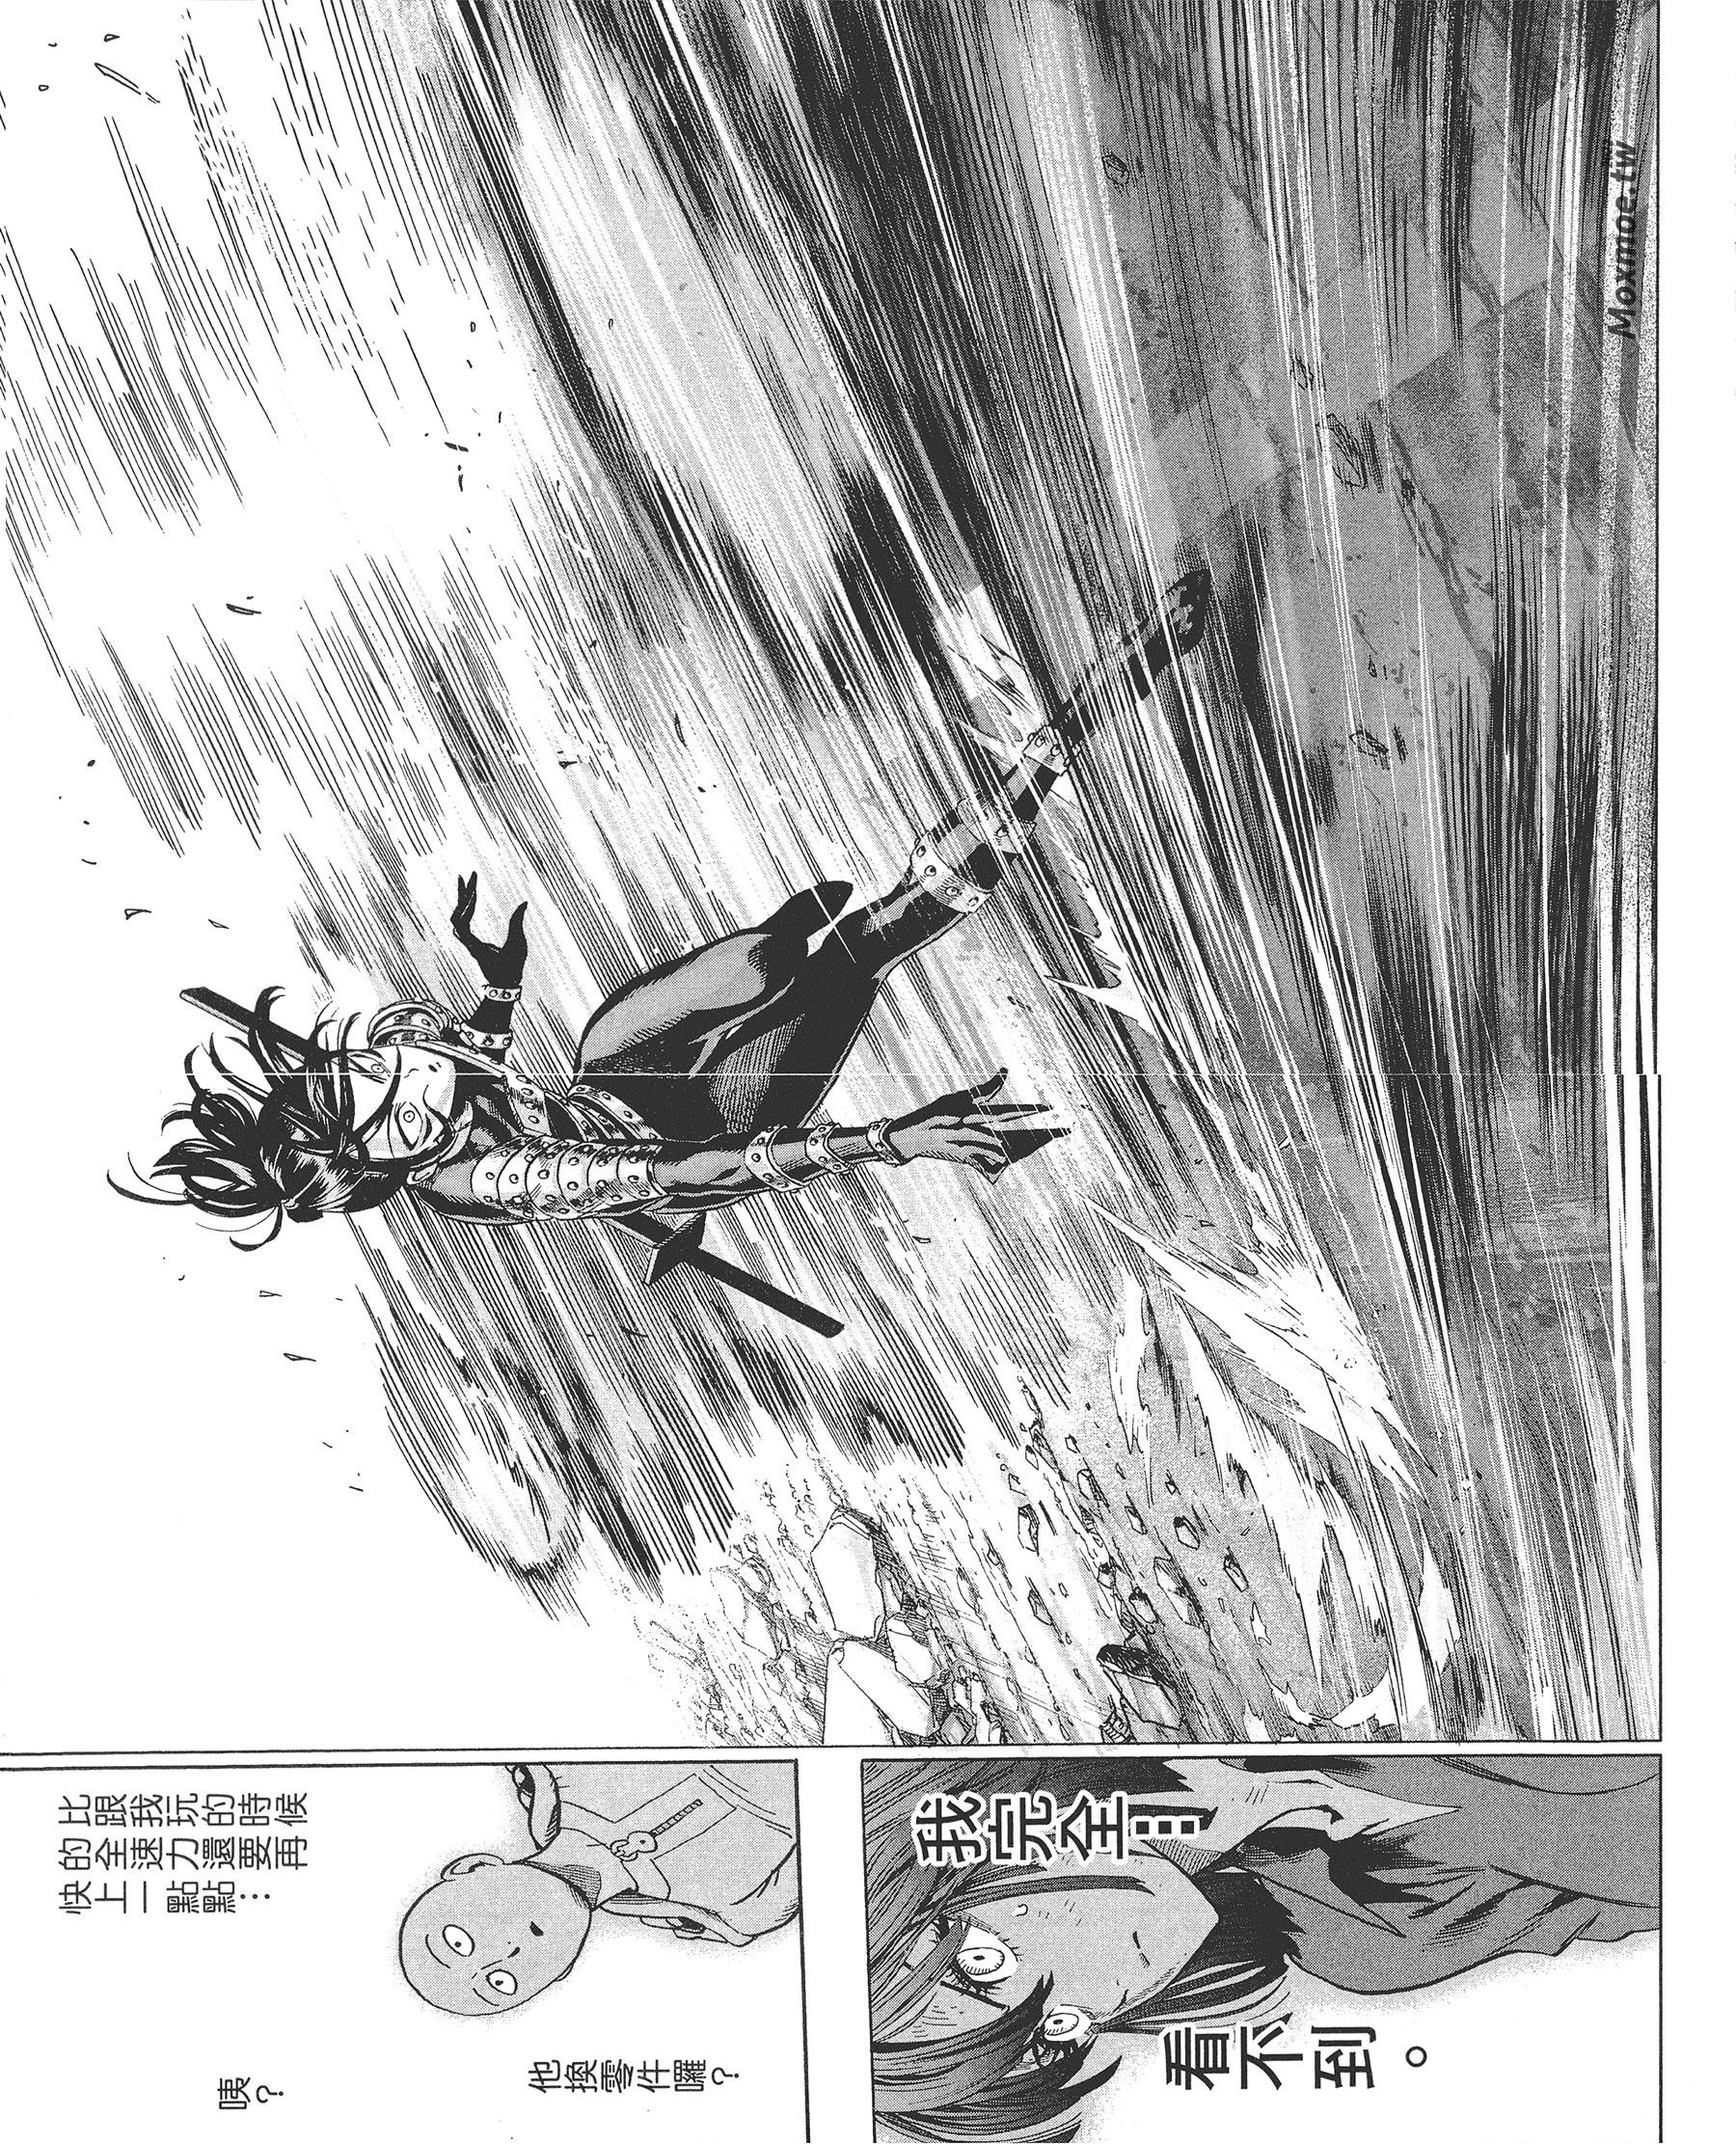 比跟我玩的時候
的全速力還要再
快上一點點…
咦？
他換零件囉？
我完全…
看不到。
Moxmoe.tw